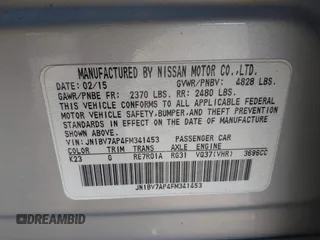 MANUFACTURED BY NISSAN MOTOR CO.,LTD.
DATE: 02/15 GVWR/PNBV: 4828 LBS.
GAWR/PNBE FR: 2370 LBS. RR: 2480 LBS.
THIS VEHICLE CONFORMS TO ALL APPLICABLE FEDERAL
MOTOR VEHICLE SAFETY,BUMPER,AND THEFT
PREVENTION STANDARDS IN EFFECT ON THE DATE OF
MANUFACTURE SHOWN ABOVE.
VIN: JN1BV7AP4FM341453 PASSENGER CAR
COLOR TRIM TRANS AXLE ENGINE
K23 G RE7R01A RG31 VQ37(VHR) 3696CC
JN1BV7AP4FM341453
DREAMBID